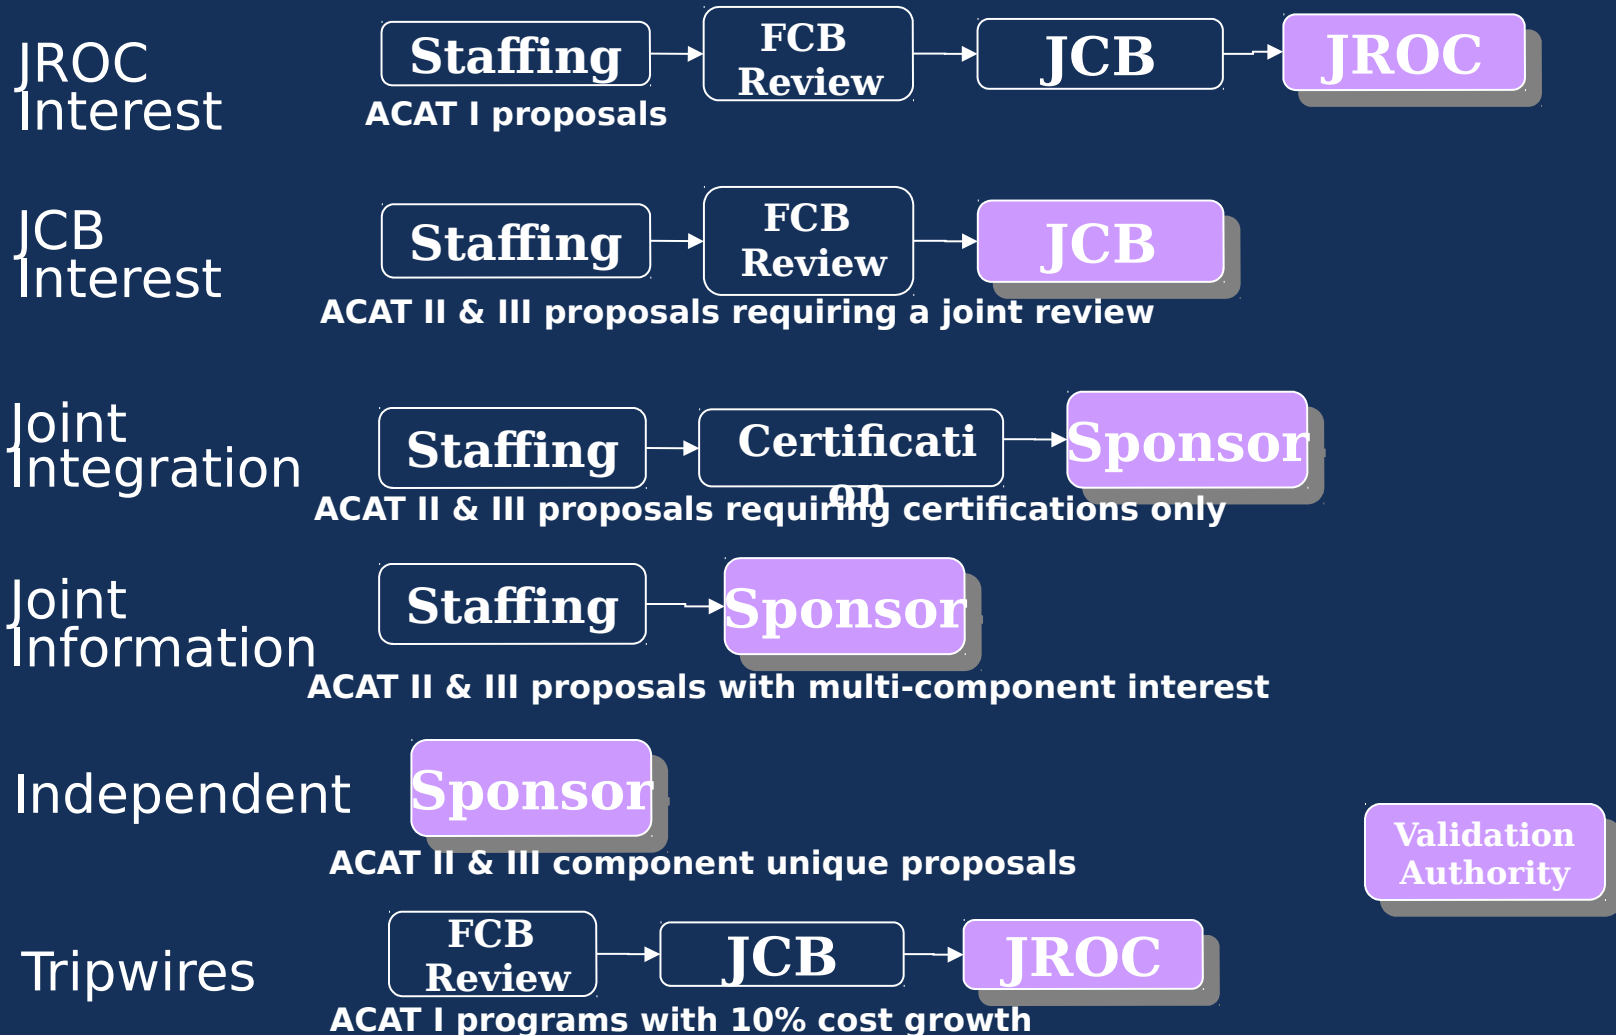 JROC
Interest
Staffing
FCB
Review
JCB
JROC
ACAT I proposals
JCB
Interest
Staffing
FCB
Review
JCB
ACAT II & III proposals requiring a joint review
Joint
Integration
Staffing
Certificati
on
Sponsor
ACAT II & III proposals requiring certifications only
Joint
Information
Staffing
Sponsor
ACAT II & III proposals with multi-component interest
Independent
Sponsor
ACAT II & III component unique proposals
Validation
Authority
Tripwires
FCB
Review
JCB
JROC
ACAT I programs with 10% cost growth